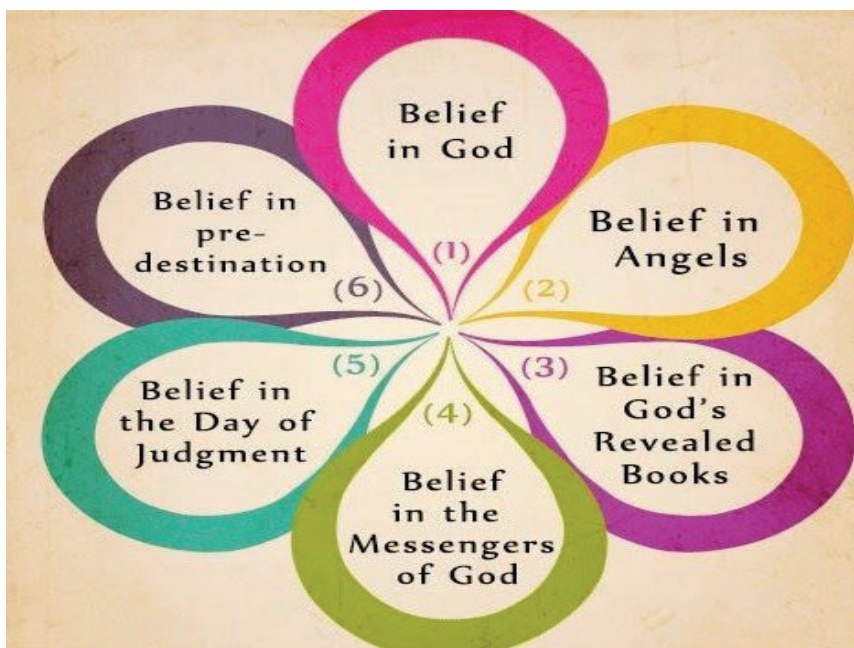 Belief
in God
(1)
Belief in
Angels
(2)
Belief in
God's
Revealed
Books
(3)
Belief
in the
Messengers
of God
(4)
Belief in
the Day of
Judgment
(5)
Belief in
pre-
destination
(6)